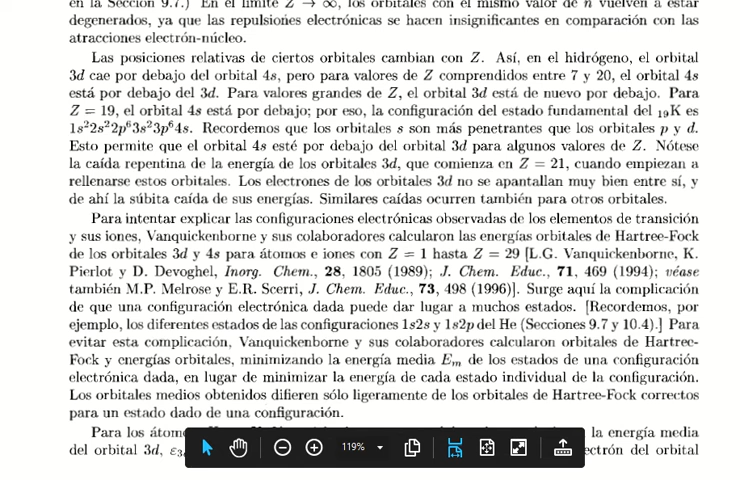 en la Sección 9.7.) En el límite Z → ∞, los orbitales con el mismo valor de n vuelven a estar
degenerados, ya que las repulsiones electrónicas se hacen insignificantes en comparación con las
atracciones electrón-núcleo.
Las posiciones relativas de ciertos orbitales cambian con Z. Así, en el hidrógeno, el orbital
3d cae por debajo del orbital 4s, pero para valores de Z comprendidos entre 7 y 20, el orbital 4s
está por debajo del 3d. Para valores grandes de Z, el orbital 3d está de nuevo por debajo. Para
Z = 19, el orbital 4s está por debajo; por eso, la configuración del estado fundamental del ₁₉K es
1s²2s²2p⁶3s²3p⁶4s. Recordemos que los orbitales s son más penetrantes que los orbitales p y d.
Esto permite que el orbital 4s esté por debajo del orbital 3d para algunos valores de Z. Nótese
la caída repentina de la energía de los orbitales 3d, que comienza en Z = 21, cuando empiezan a
rellenarse estos orbitales. Los electrones de los orbitales 3d no se apantallan muy bien entre sí, y
de ahí la súbita caída de sus energías. Similares caídas ocurren también para otros orbitales.
Para intentar explicar las configuraciones electrónicas observadas de los elementos de transición
y sus iones, Vanquickenborne y sus colaboradores calcularon las energías orbitales de Hartree-Fock
de los orbitales 3d y 4s para átomos e iones con Z = 1 hasta Z = 29 [L.G. Vanquickenborne, K.
Pierlot y D. Devoghel, Inorg. Chem., 28, 1805 (1989); J. Chem. Educ., 71, 469 (1994); véase
también M.P. Melrose y E.R. Scerri, J. Chem. Educ., 73, 498 (1996)]. Surge aquí la complicación
de que una configuración electrónica dada puede dar lugar a muchos estados. [Recordemos, por
ejemplo, los diferentes estados de las configuraciones 1s2s y 1s2p del He (Secciones 9.7 y 10.4).] Para
evitar esta complicación, Vanquickenborne y sus colaboradores calcularon orbitales de Hartree-
Fock y energías orbitales, minimizando la energía media Eₘ de los estados de una configuración
electrónica dada, en lugar de minimizar la energía de cada estado individual de la configuración.
Los orbitales medios obtenidos difieren sólo ligeramente de los orbitales de Hartree-Fock correctos
para un estado dado de una configuración.
Para los átomo la energía media
del orbital 3d, ε₃ ectrón del orbital
119%